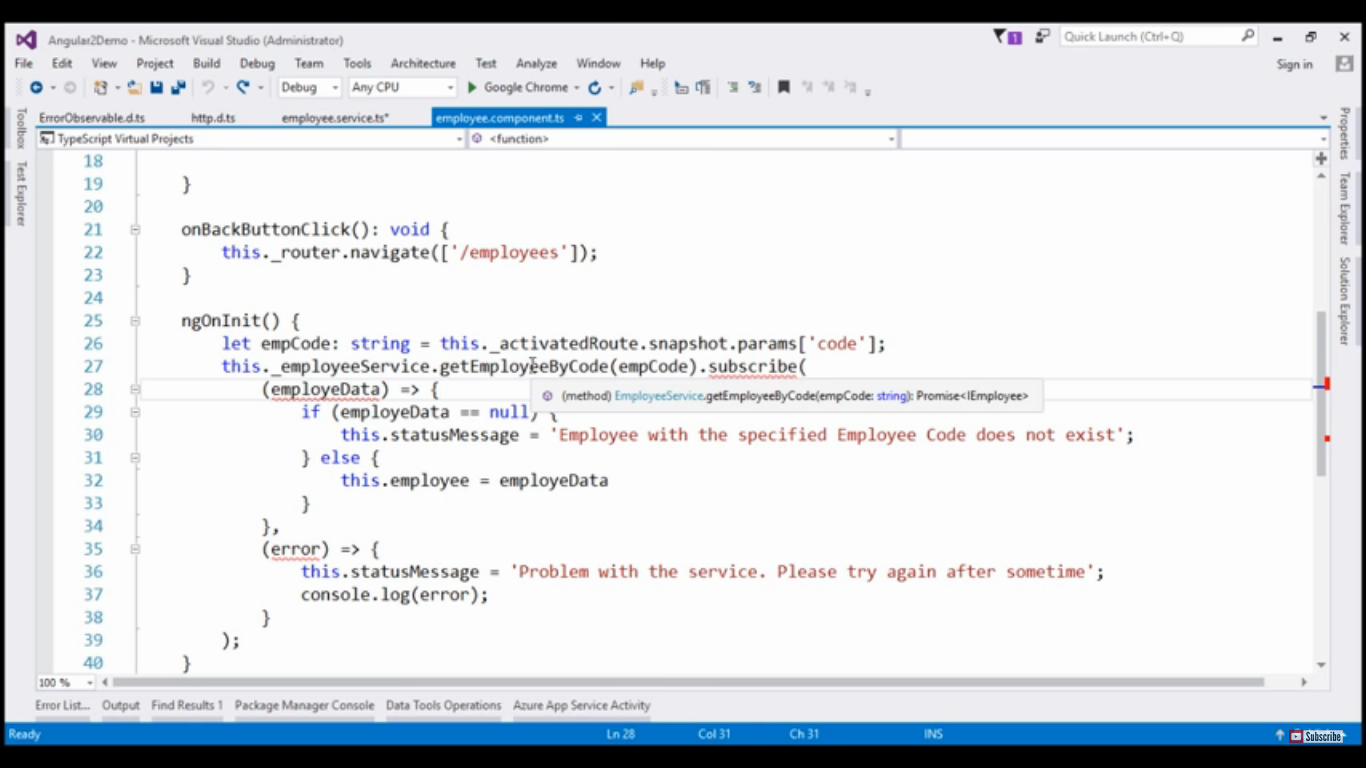 Angular2Demo - Microsoft Visual Studio (Administrator)
1
Quick Launch (Ctrl+Q)
File Edit View Project Build Debug Team Tools Architecture Test Analyze Window Help
Sign in
Debug Any CPU Google Chrome
ErrorObservable.d.ts http.d.ts employee.service.ts* employee.component.ts
TypeScript Virtual Projects <function>
Toolbox
Test Explorer
Properties
Team Explorer
Solution Explorer
18
19 }
20
21 onBackButtonClick(): void {
22 this._router.navigate(['/employees']);
23 }
24
25 ngOnInit() {
26 let empCode: string = this._activatedRoute.snapshot.params['code'];
27 this._employeeService.getEmployeeByCode(empCode).subscribe(
28 (employeData) => {
(method) EmployeeService.getEmployeeByCode(empCode: string): Promise<IEmployee>
29 if (employeData == null) {
30 this.statusMessage = 'Employee with the specified Employee Code does not exist';
31 } else {
32 this.employee = employeData
33 }
34 },
35 (error) => {
36 this.statusMessage = 'Problem with the service. Please try again after sometime';
37 console.log(error);
38 }
39 );
40 }
100 %
Error List... Output Find Results 1 Package Manager Console Data Tools Operations Azure App Service Activity
Ready Ln 28 Col 31 Ch 31 INS
Subscribe